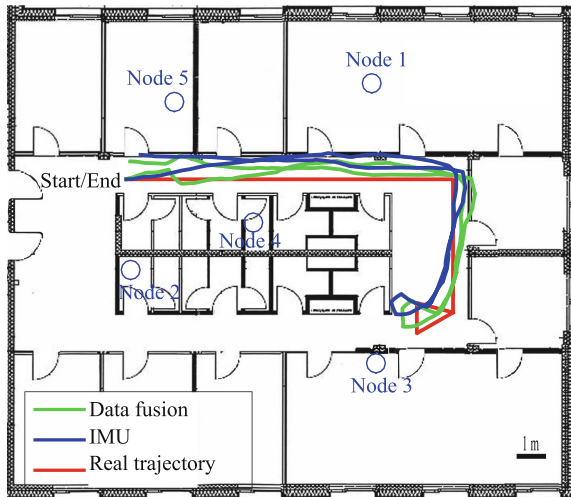 Node 1
Node 5
Start/End
Node 4
Node 2
Node 3
Data fusion
IMU
Real trajectory
1m